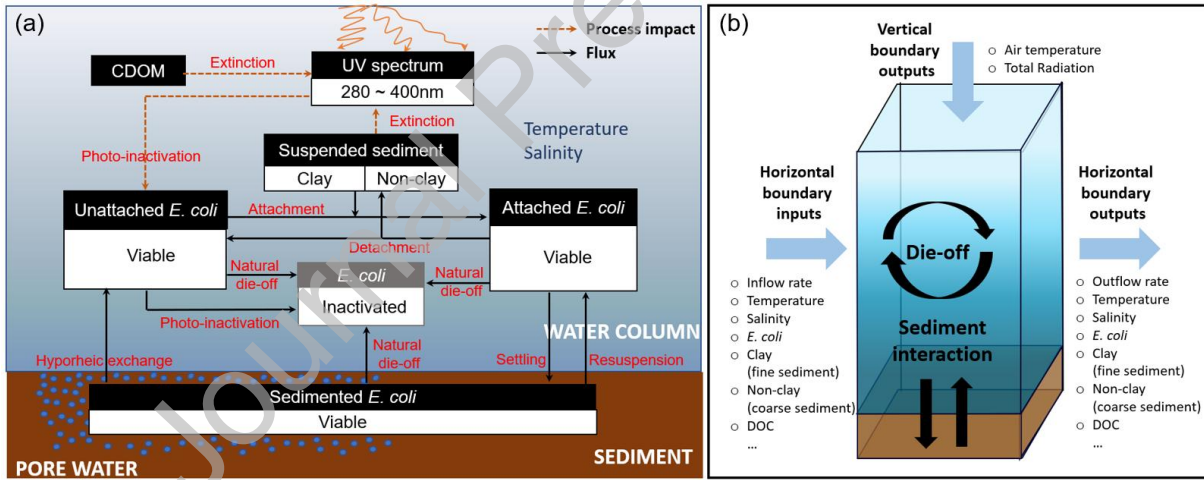 (a)
Process impact
Flux
CDOM
Extinction
UV spectrum
280 ~ 400nm
Extinction
Temperature
Salinity
Photo-inactivation
Suspended sediment
Clay
Non-clay
Unattached E. coli
Attachment
Attached E. coli
Viable
Detachment
Viable
Natural
die-off
E. coli
Natural
die-off
Inactivated
Photo-inactivation
WATER COLUMN
Hyporheic exchange
Natural
die-off
Settling
Resuspension
Sedimented E. coli
Viable
PORE WATER
SEDIMENT
Journal Pre
(b)
Vertical
boundary
outputs
○ Air temperature
○ Total Radiation
Horizontal
boundary
inputs
Horizontal
boundary
outputs
Die-off
Sediment
interaction
○ Inflow rate
○ Temperature
○ Salinity
○ E. coli
○ Clay
(fine sediment)
○ Non-clay
(coarse sediment)
○ DOC
...
○ Outflow rate
○ Temperature
○ Salinity
○ E. coli
○ Clay
(fine sediment)
○ Non-clay
(coarse sediment)
○ DOC
...